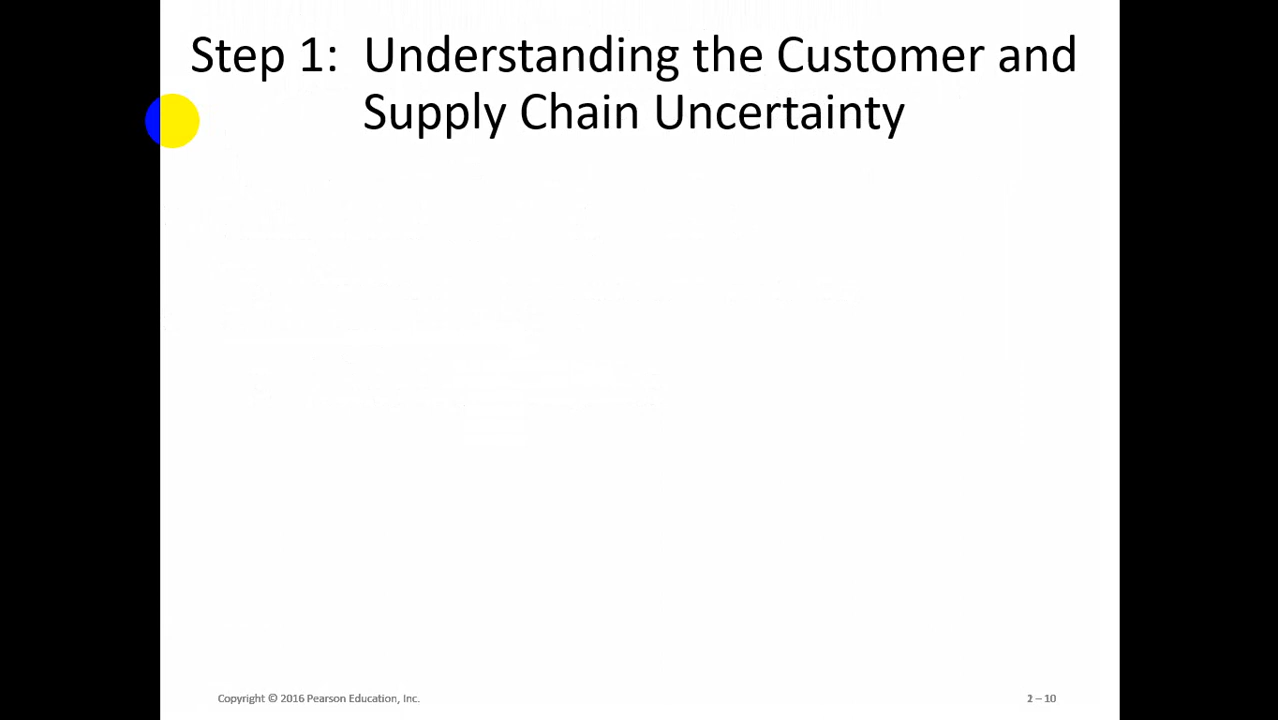 Step 1:  Understanding the Customer and
Supply Chain Uncertainty
Copyright © 2016 Pearson Education, Inc.
2 – 10